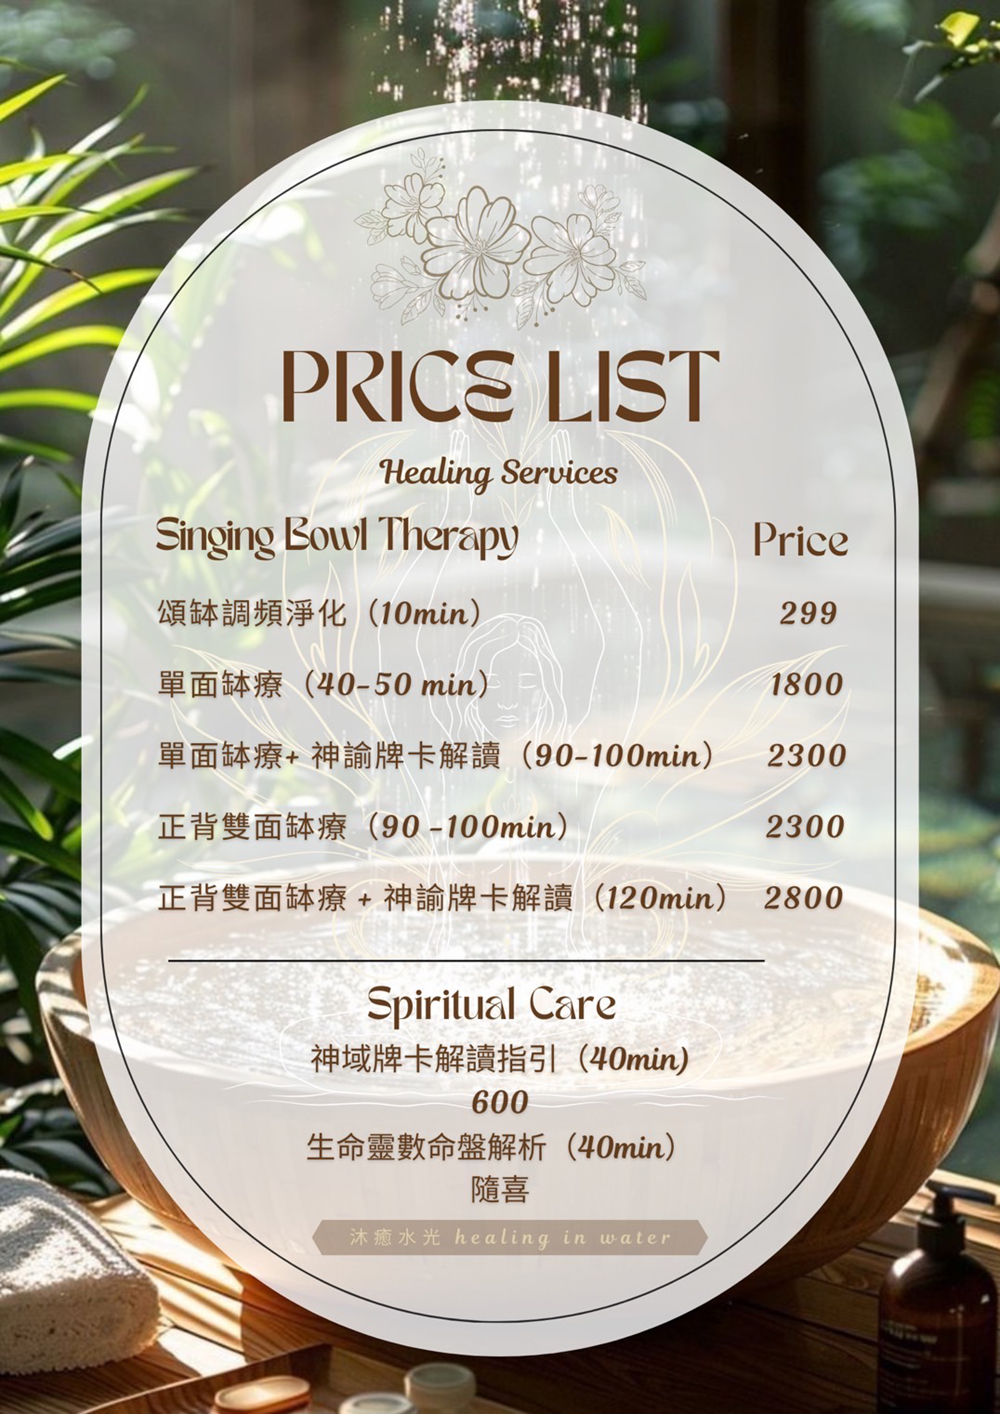 PRICE LIST
Healing Services
Singing Bowl Therapy Price
頌缽調頻淨化（10min） 299
單面缽療（40-50 min） 1800
單面缽療+ 神諭牌卡解讀（90-100min） 2300
正背雙面缽療（90 -100min） 2300
正背雙面缽療 + 神諭牌卡解讀（120min） 2800
Spiritual Care
神域牌卡解讀指引（40min)
600
生命靈數命盤解析（40min）
隨喜
沐癒水光 healing in water